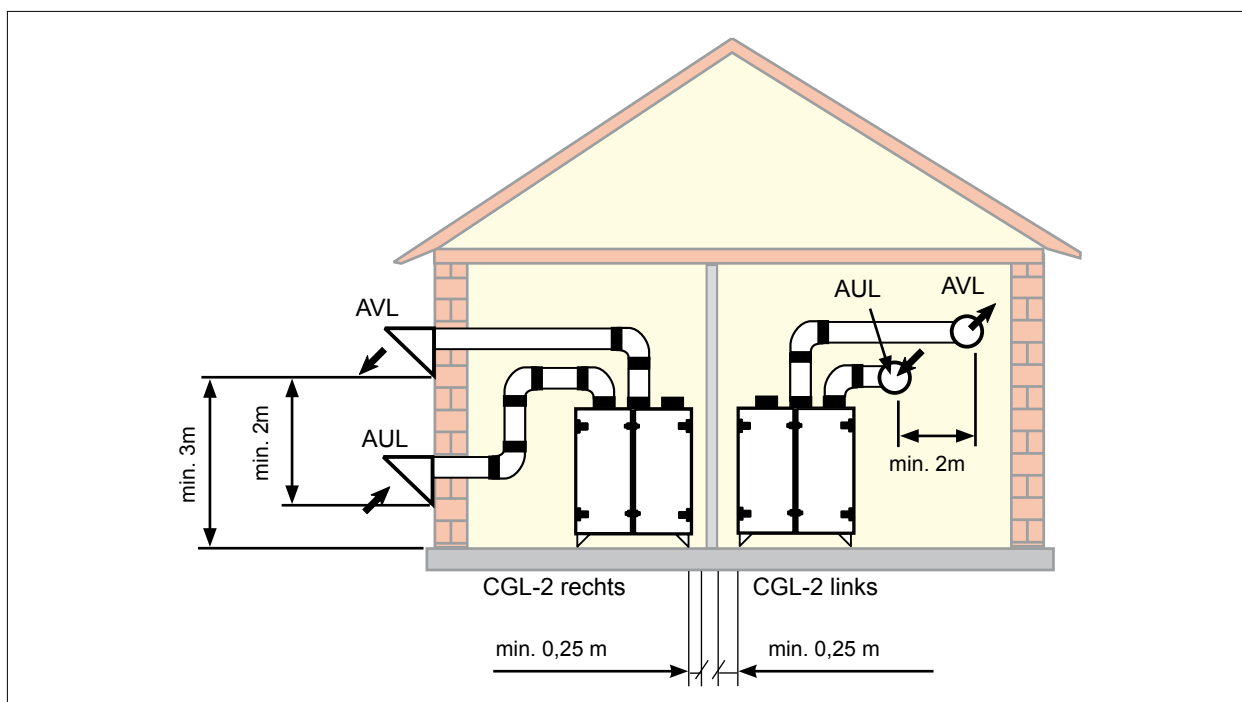 AVL
AUL
AVL
AUL
min. 3m
min. 2m
min. 2m
CGL-2 rechts
CGL-2 links
min. 0,25 m
min. 0,25 m